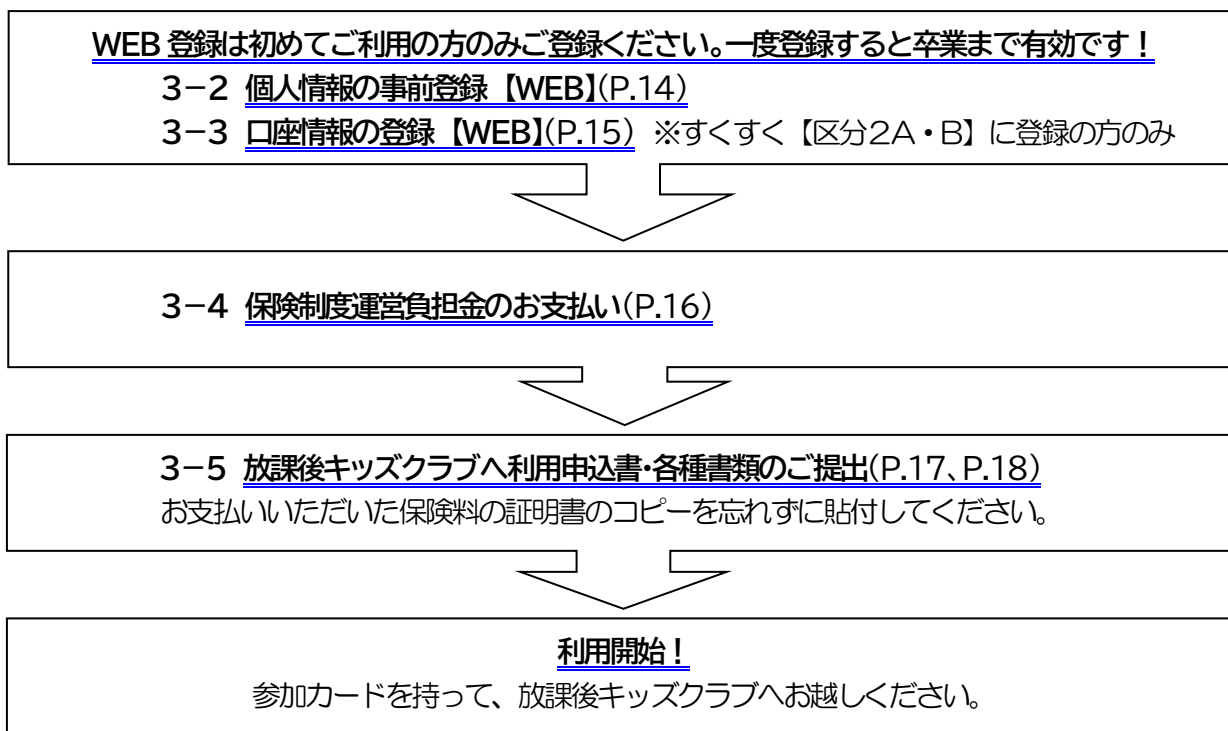 WEB 登録は初めてご利用の方のみご登録ください。一度登録すると卒業まで有効です！
3－2 個人情報の事前登録【WEB】(P.14)
3－3 口座情報の登録【WEB】(P.15) ※すくすく【区分2A・B】に登録の方のみ
3－4 保険制度運営負担金のお支払い(P.16)
3－5 放課後キッズクラブへ利用申込書・各種書類のご提出(P.17、P.18)
お支払いいただいた保険料の証明書のコピーを忘れずに貼付してください。
利用開始！
参加カードを持って、放課後キッズクラブへお越しください。